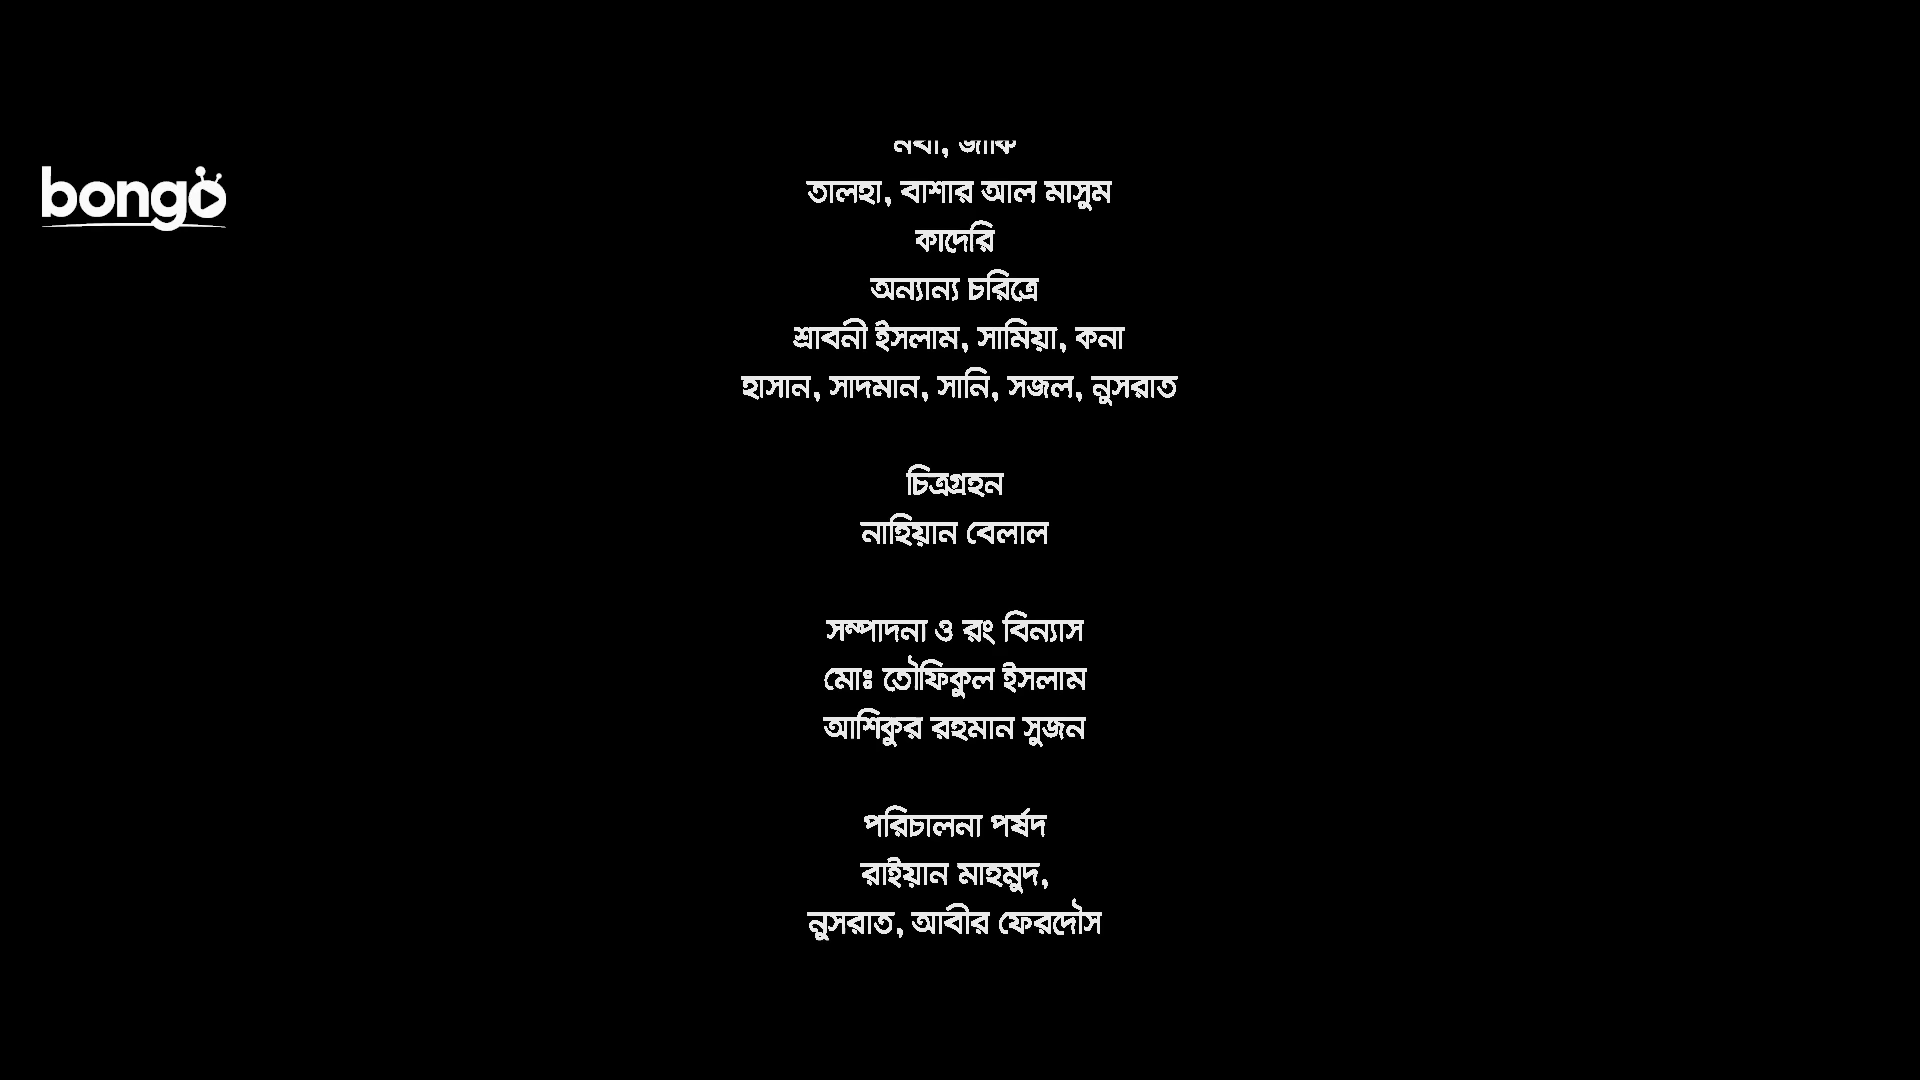 bongo
তালহা, বাশার আল মাসুম
কাদেরি
অন্যান্য চরিত্রে
শ্রাবনী ইসলাম, সামিয়া, কনা
হাসান, সাদমান, সানি, সজল, নুসরাত
চিত্রগ্রহন
নাহিয়ান বেলাল
সম্পাদনা ও রং বিন্যাস
মোঃ তৌফিকুল ইসলাম
আশিকুর রহমান সুজন
পরিচালনা পর্ষদ
রাইয়ান মাহমুদ,
নুসরাত, আবীর ফেরদৌস